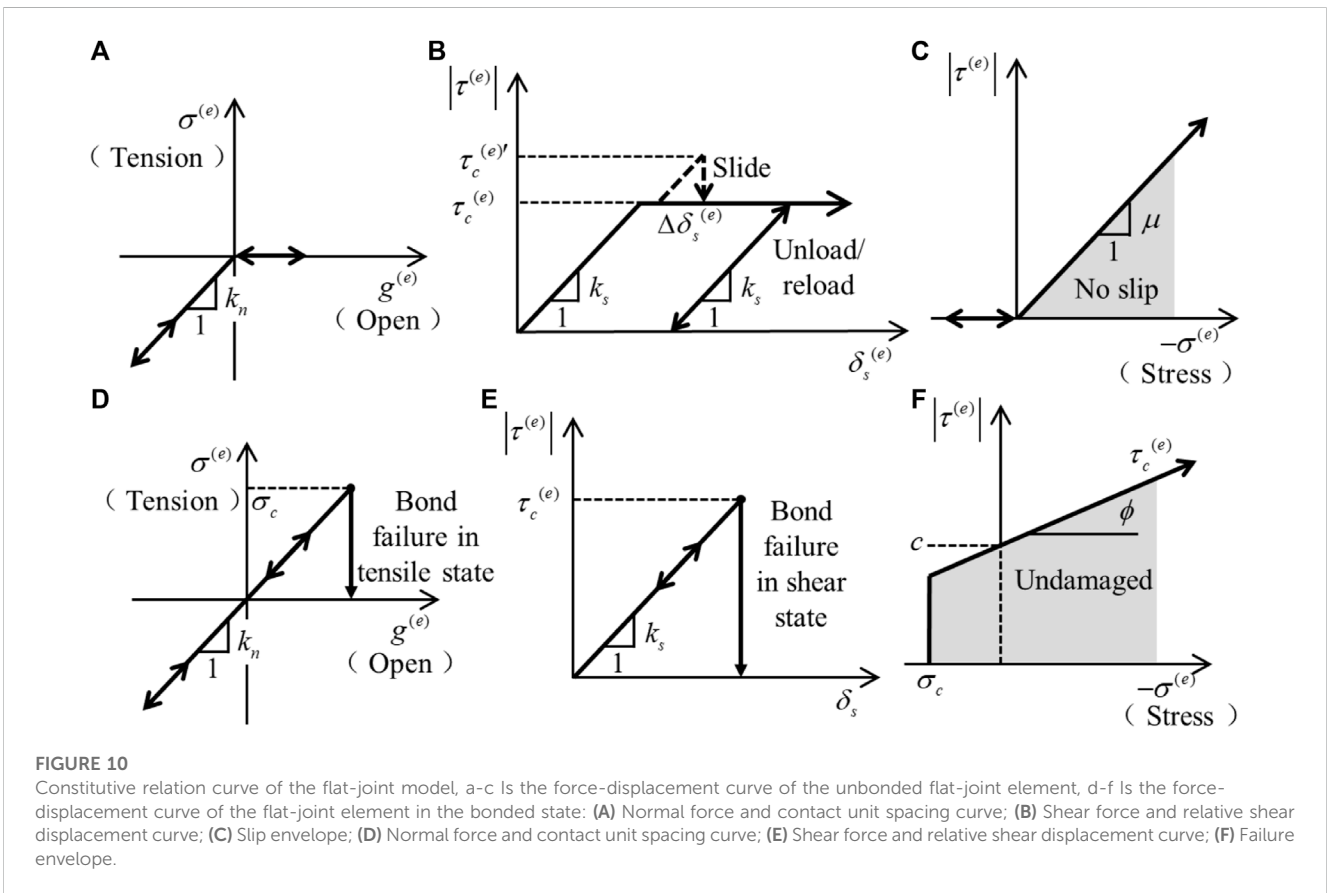 A
σ^(e)
( Tension )
g^(e)
( Open )
k_n
1
B
|τ^(e)|
τ_c^(e)′
τ_c^(e)
Slide
Δδ_s^(e)
Unload/
reload
k_s
1
k_s
1
δ_s^(e)
C
|τ^(e)|
μ
1
No slip
−σ^(e)
( Stress )
D
σ^(e)
( Tension )
σ_c
Bond
failure in
tensile state
g^(e)
( Open )
k_n
1
E
|τ^(e)|
τ_c^(e)
Bond
failure
in shear
state
k_s
1
δ_s
F
|τ^(e)|
τ_c^(e)
ϕ
c
Undamaged
σ_c
−σ^(e)
( Stress )
FIGURE 10
Constitutive relation curve of the flat-joint model, a-c Is the force-displacement curve of the unbonded flat-joint element, d-f Is the force-
displacement curve of the flat-joint element in the bonded state: (A) Normal force and contact unit spacing curve; (B) Shear force and relative shear
displacement curve; (C) Slip envelope; (D) Normal force and contact unit spacing curve; (E) Shear force and relative shear displacement curve; (F) Failure
envelope.